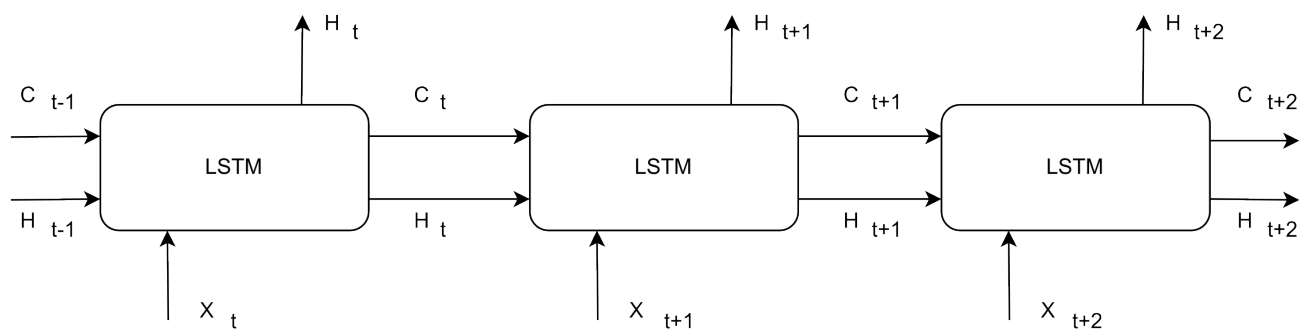 H t
H t+1
H t+2
C t-1
C t
C t+1
C t+2
LSTM
LSTM
LSTM
H t-1
H t
H t+1
H t+2
X t
X t+1
X t+2